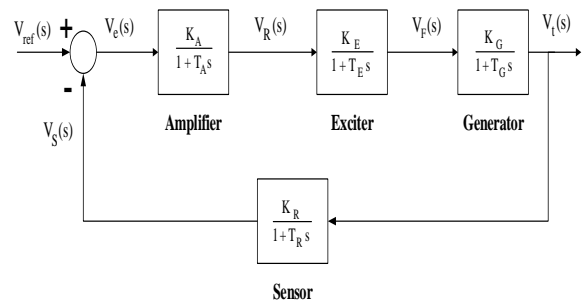 V_ref(s) + V_e(s) K_A / 1+T_A s V_R(s) K_E / 1+T_E s V_F(s) K_G / 1+T_G s V_t(s)
-
V_S(s) Amplifier Exciter Generator
K_R / 1+T_R s
Sensor